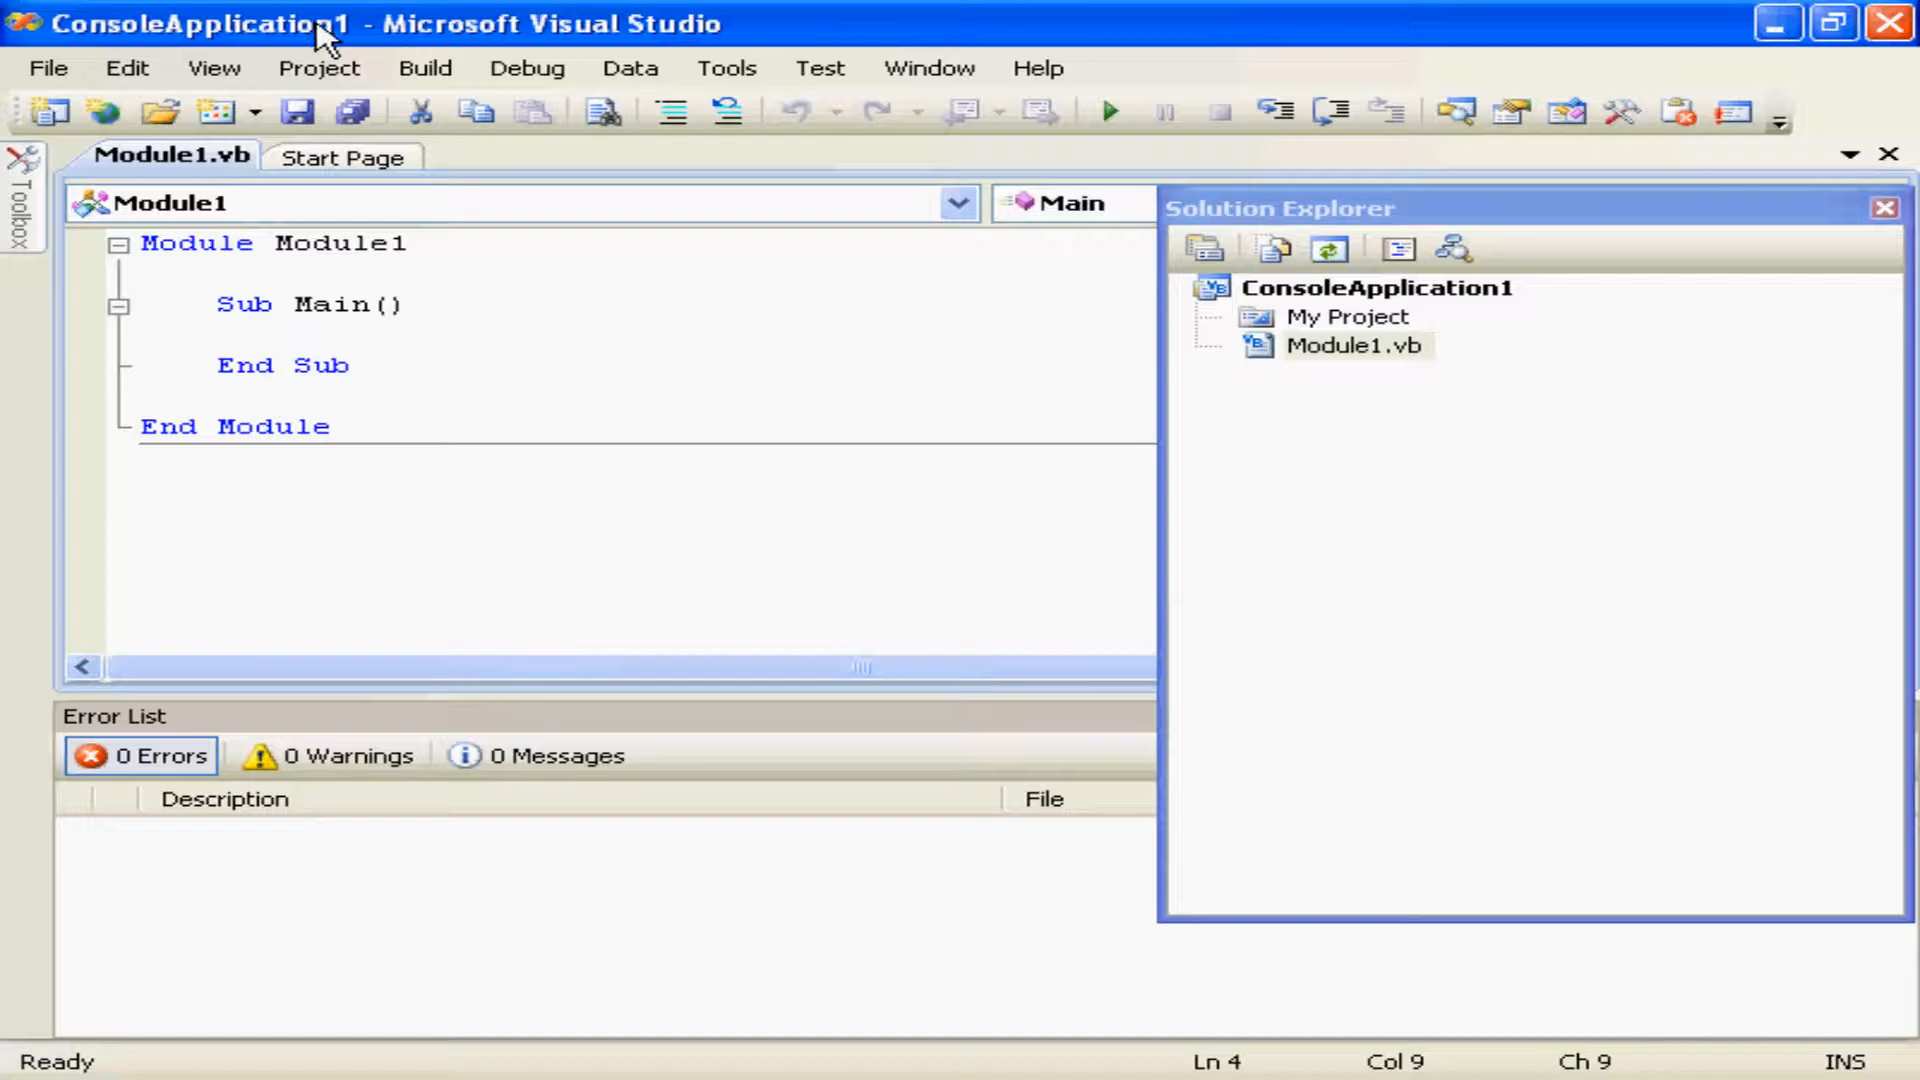 ConsoleApplication1 - Microsoft Visual Studio
File Edit View Project Build Debug Data Tools Test Window Help
Toolbox
Module1.vb Start Page
Module1 Main
Module Module1
Sub Main()
End Sub
End Module
Solution Explorer
ConsoleApplication1
My Project
Module1.vb
Error List
0 Errors 0 Warnings 0 Messages
Description File
Ready Ln 4 Col 9 Ch 9 INS